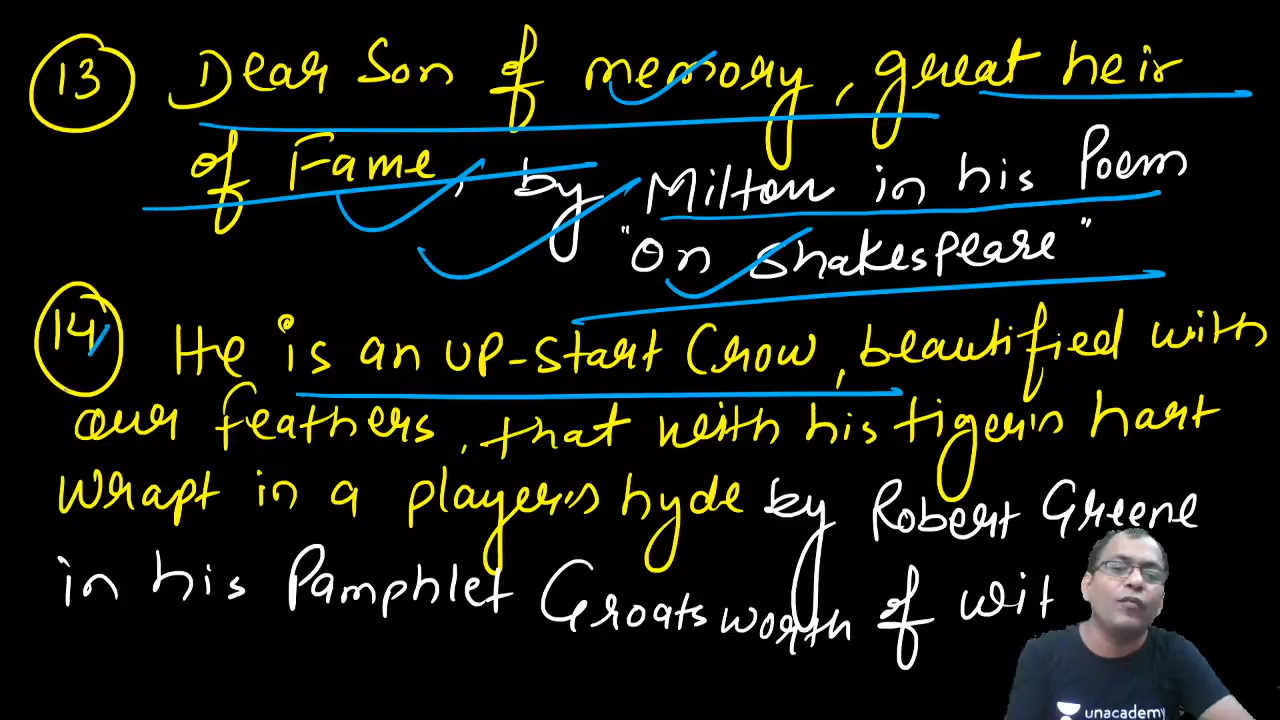 13 Dear Son of memory, great heir
of Fame, by Milton in his Poem
"On Shakespeare"
14 He is an up-start Crow, beautified with
our feathers, that with his tiger's hart
wrapt in a player's hyde by Robert Greene
in his Pamphlet Groatsworth of wit
unacademy